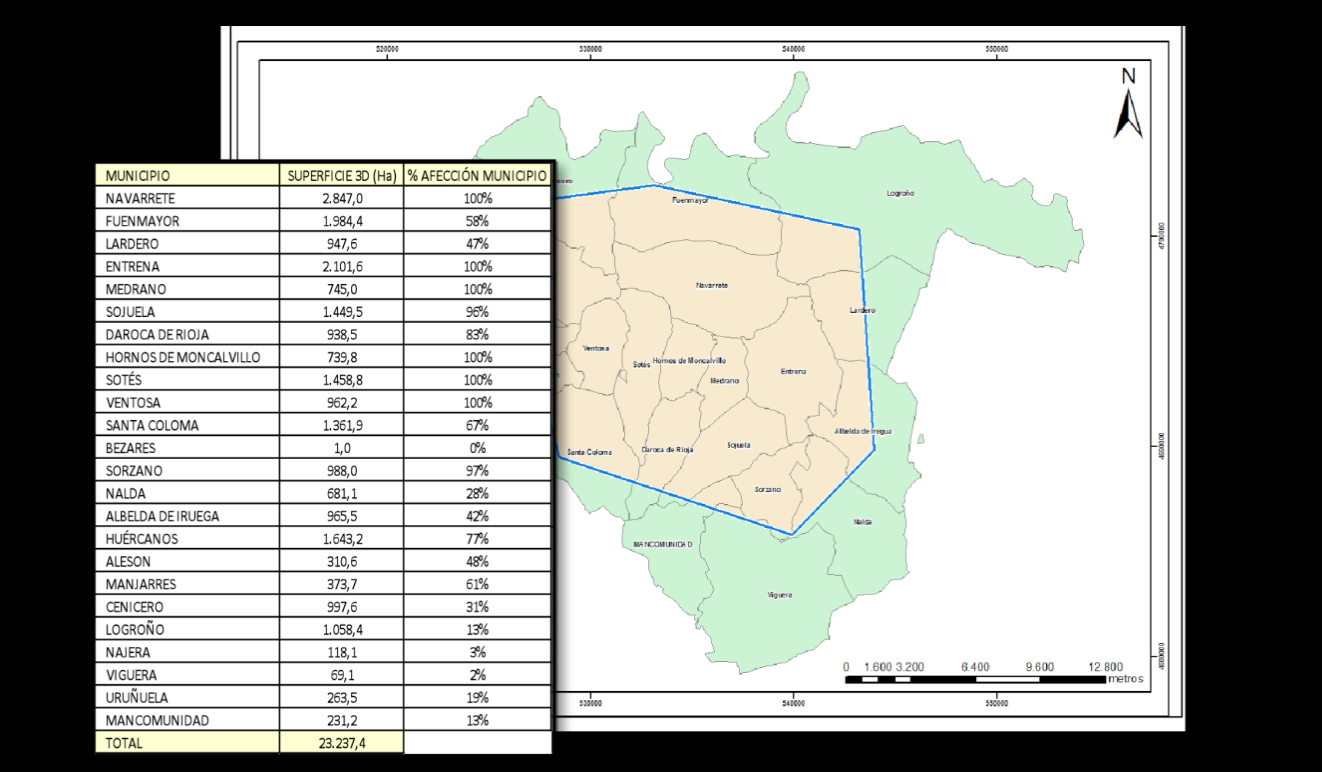 520000 530000 540000 550000
N
MUNICIPIO SUPERFICIE 3D (Ha) % AFECCIÓN MUNICIPIO
NAVARRETE 2.847,0 100%
FUENMAYOR 1.984,4 58%
LARDERO 947,6 47%
ENTRENA 2.101,6 100%
MEDRANO 745,0 100%
SOJUELA 1.449,5 96%
DAROCA DE RIOJA 938,5 83%
HORNOS DE MONCALVILLO 739,8 100%
SOTÉS 1.458,8 100%
VENTOSA 962,2 100%
SANTA COLOMA 1.361,9 67%
BEZARES 1,0 0%
SORZANO 988,0 97%
NALDA 681,1 28%
ALBELDA DE IRUEGA 965,5 42%
HUÉRCANOS 1.643,2 77%
ALESON 310,6 48%
MANJARRES 373,7 61%
CENICERO 997,6 31%
LOGROÑO 1.058,4 13%
NAJERA 118,1 3%
VIGUERA 69,1 2%
URUÑUELA 263,5 19%
MANCOMUNIDAD 231,2 13%
TOTAL 23.237,4
Logroño
Fuenmayor
Navarrete
Lardero
Ventosa
Sotés
Hornos de Moncalvillo
Medrano
Entrena
Albelda de Iregua
Santa Coloma
Daroca de Rioja
Sojuela
Sorzano
Nalda
MANCOMUNIDAD
Viguera
4700000
4690000
4680000
0 1.600 3.200 6.400 9.600 12.800
metros
530000 540000 550000